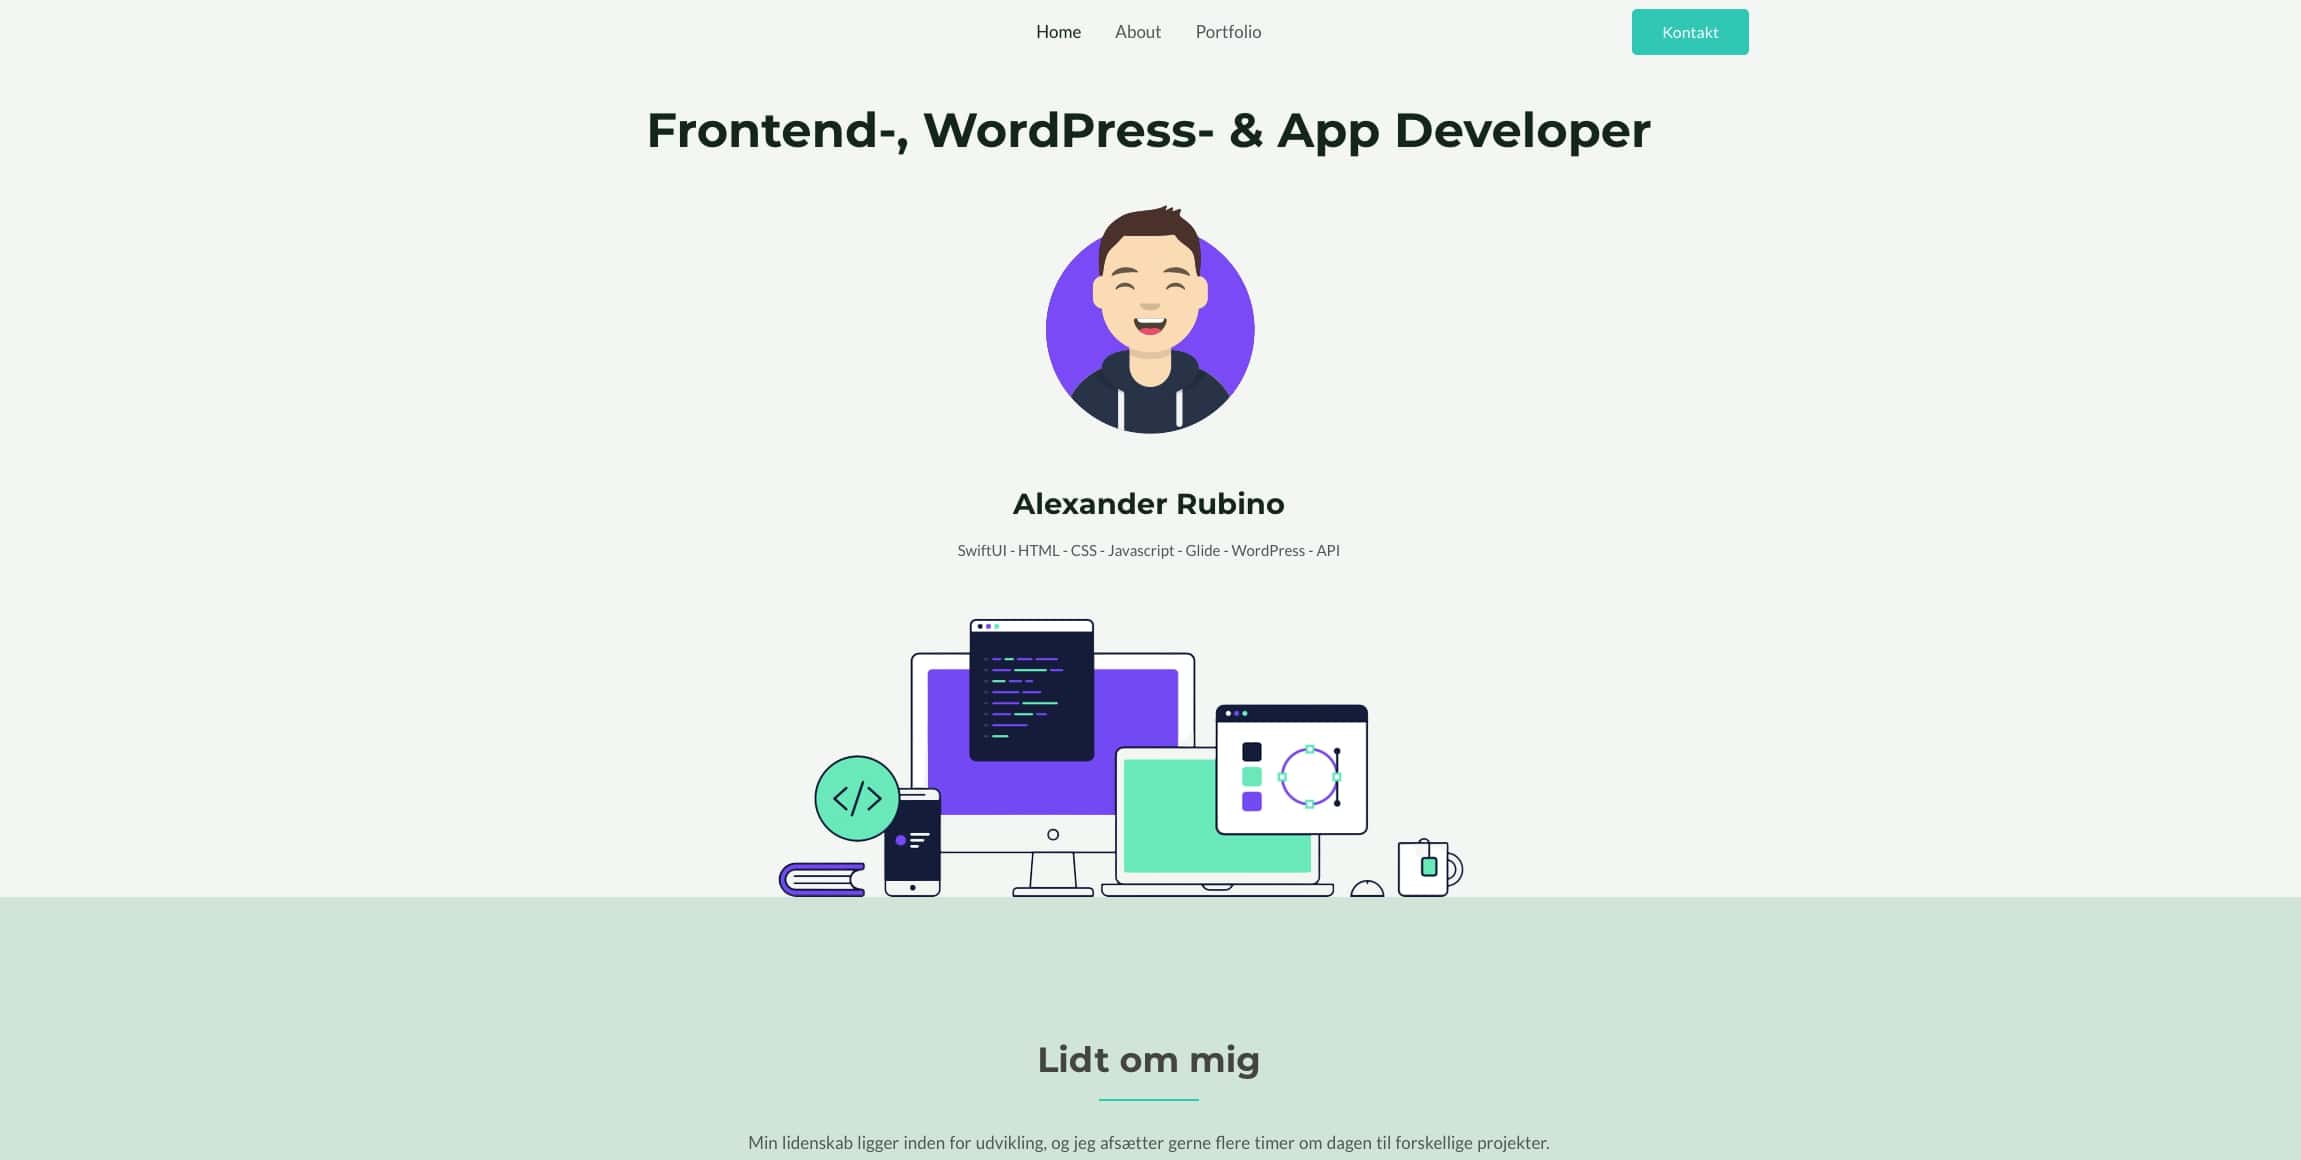 Home About Portfolio Kontakt
Frontend-, WordPress- & App Developer
Alexander Rubino
SwiftUI - HTML - CSS - Javascript - Glide - WordPress - API
</>
Lidt om mig
Min lidenskab ligger inden for udvikling, og jeg afsætter gerne flere timer om dagen til forskellige projekter.